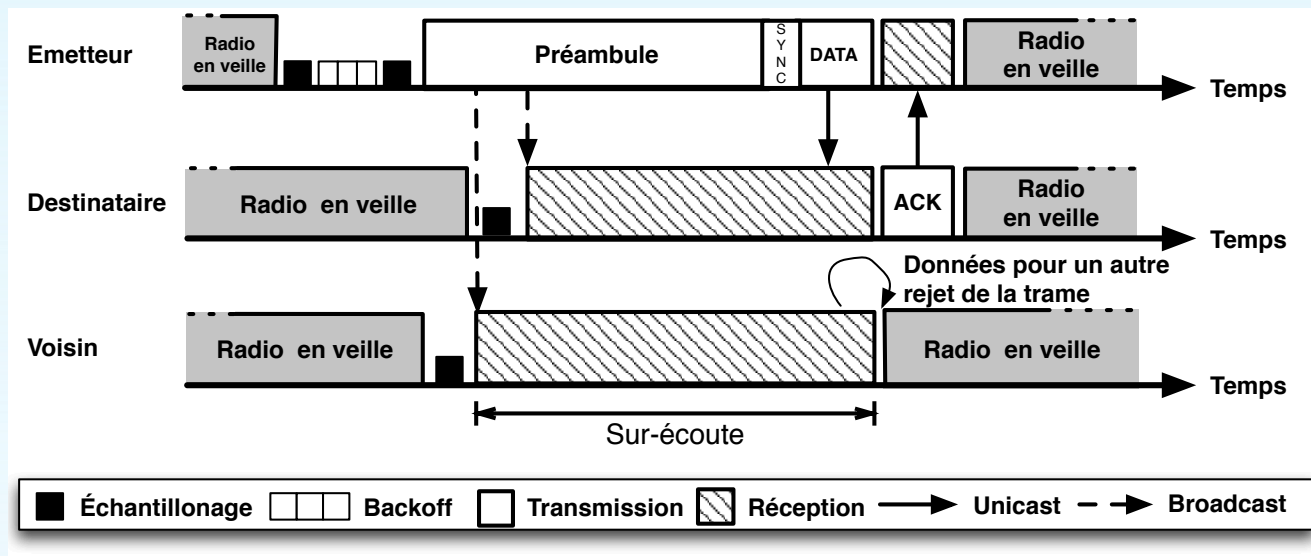 Emetteur
Radio
en veille
Préambule
S
Y
N
C
DATA
Radio
en veille
Temps
Destinataire
Radio en veille
ACK
Radio
en veille
Temps
Données pour un autre
rejet de la trame
Voisin
Radio en veille
Radio en veille
Temps
Sur-écoute
Échantillonage
Backoff
Transmission
Réception
Unicast
Broadcast